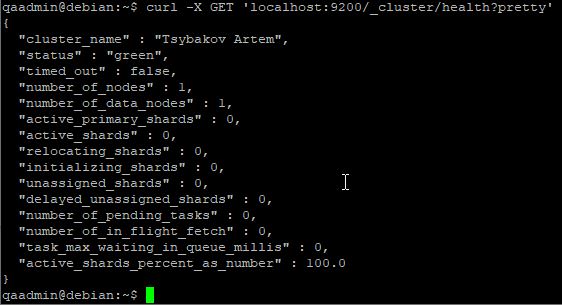 qaadmin@debian:~$ curl -X GET 'localhost:9200/_cluster/health?pretty'
{
  "cluster_name" : "Tsybakov Artem",
  "status" : "green",
  "timed_out" : false,
  "number_of_nodes" : 1,
  "number_of_data_nodes" : 1,
  "active_primary_shards" : 0,
  "active_shards" : 0,
  "relocating_shards" : 0,
  "initializing_shards" : 0,
  "unassigned_shards" : 0,
  "delayed_unassigned_shards" : 0,
  "number_of_pending_tasks" : 0,
  "number_of_in_flight_fetch" : 0,
  "task_max_waiting_in_queue_millis" : 0,
  "active_shards_percent_as_number" : 100.0
}
qaadmin@debian:~$